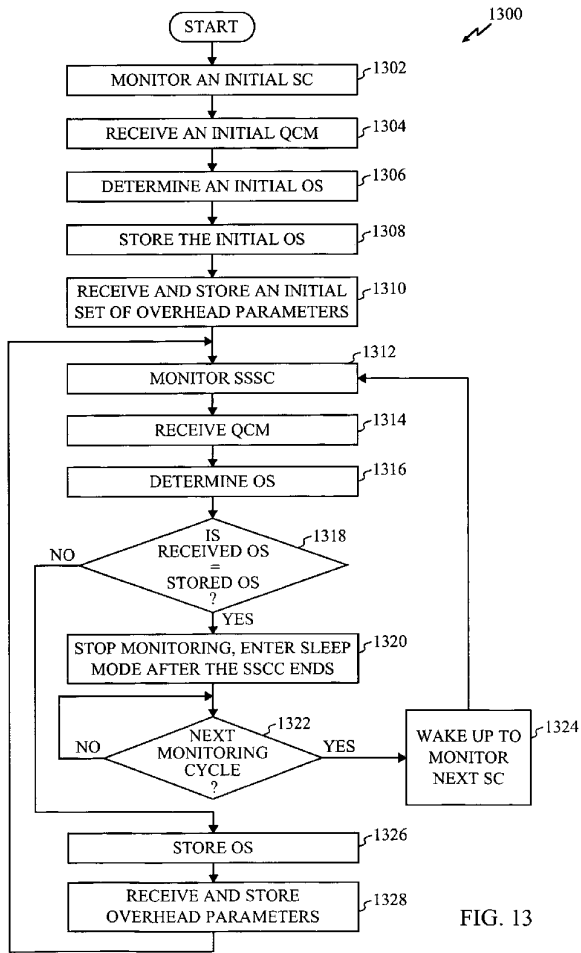 START
1300
MONITOR AN INITIAL SC
1302
RECEIVE AN INITIAL QCM
1304
DETERMINE AN INITIAL OS
1306
STORE THE INITIAL OS
1308
RECEIVE AND STORE AN INITIAL
SET OF OVERHEAD PARAMETERS
1310
MONITOR SSSC
1312
RECEIVE QCM
1314
DETERMINE OS
1316
IS
RECEIVED OS
=
STORED OS
?
1318
NO
YES
STOP MONITORING, ENTER SLEEP
MODE AFTER THE SSCC ENDS
1320
NEXT
MONITORING
CYCLE
?
1322
NO
YES
WAKE UP TO
MONITOR
NEXT SC
1324
STORE OS
1326
RECEIVE AND STORE
OVERHEAD PARAMETERS
1328
FIG. 13